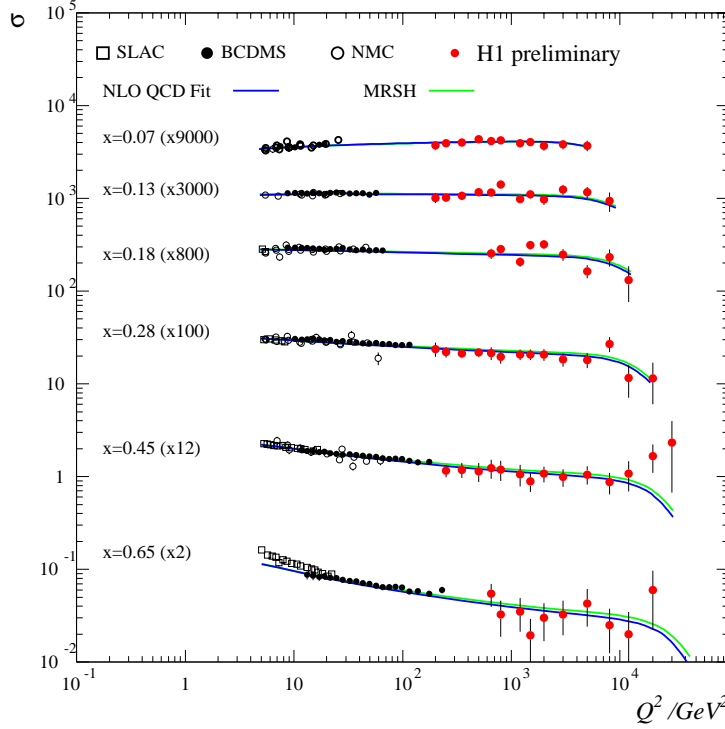 σ
10^5
10^4
10^3
10^2
10
1
10^-1
10^-2
SLAC BCDMS NMC H1 preliminary
NLO QCD Fit MRSH
x=0.07 (x9000)
x=0.13 (x3000)
x=0.18 (x800)
x=0.28 (x100)
x=0.45 (x12)
x=0.65 (x2)
10^-1 1 10 10^2 10^3 10^4
Q^2 /GeV^2